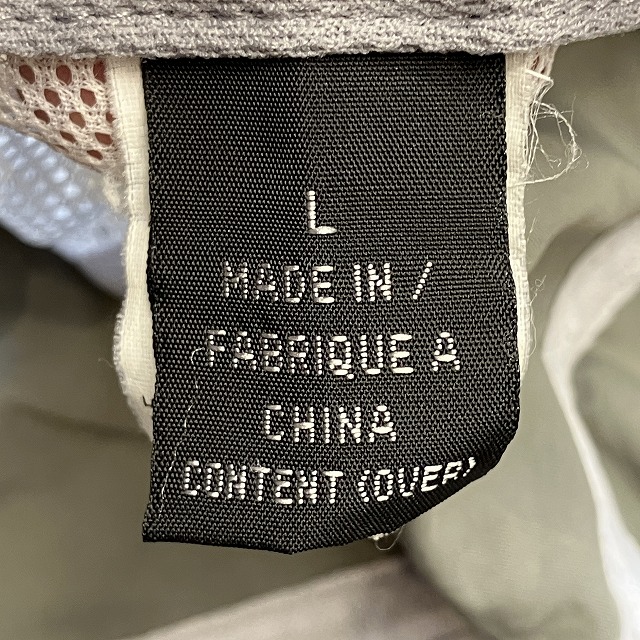 L
MADE IN /
FABRIQUE A
CHINA
CONTENT (OVER)